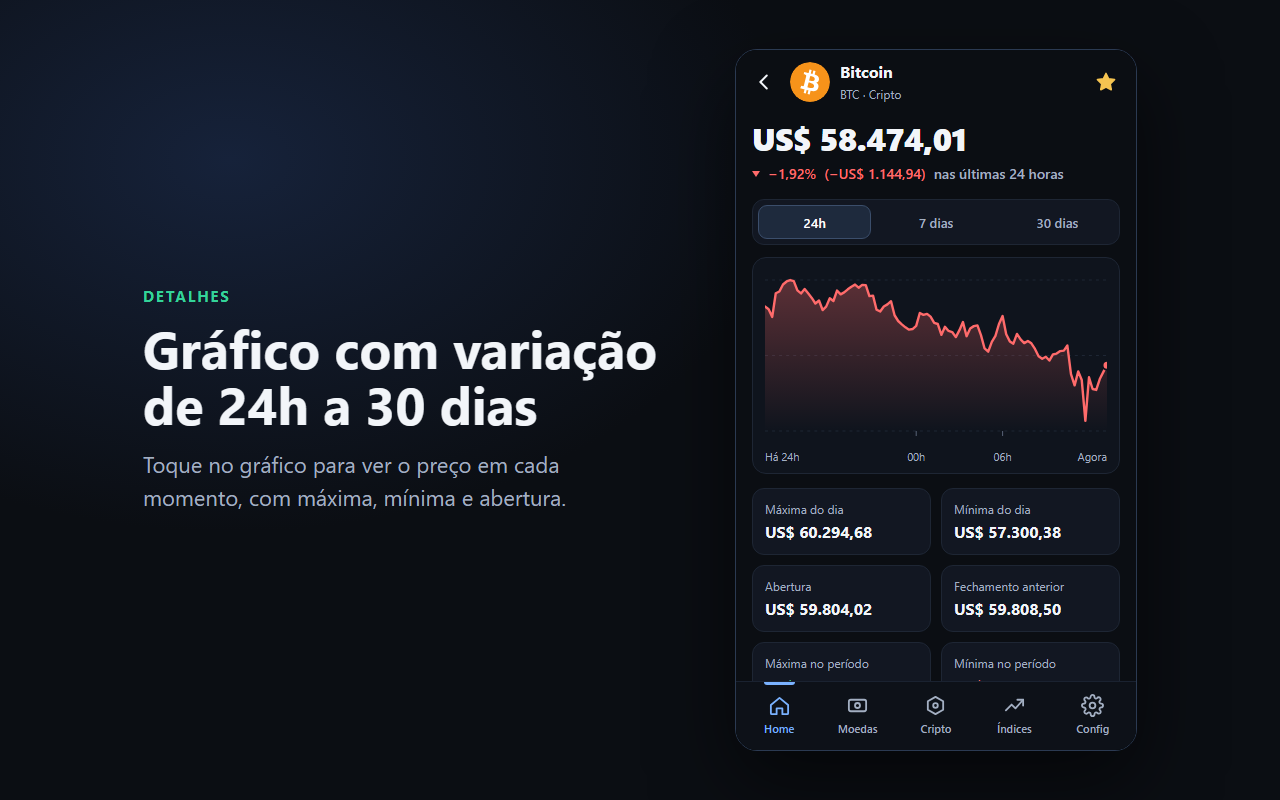 DETALHES
Gráfico com variação
de 24h a 30 dias
Toque no gráfico para ver o preço em cada
momento, com máxima, mínima e abertura.
Bitcoin
BTC · Cripto
US$ 58.474,01
−1,92% (−US$ 1.144,94) nas últimas 24 horas
24h 7 dias 30 dias
Há 24h 00h 06h Agora
Máxima do dia
US$ 60.294,68
Mínima do dia
US$ 57.300,38
Abertura
US$ 59.804,02
Fechamento anterior
US$ 59.808,50
Máxima no período
Mínima no período
Home Moedas Cripto Índices Config